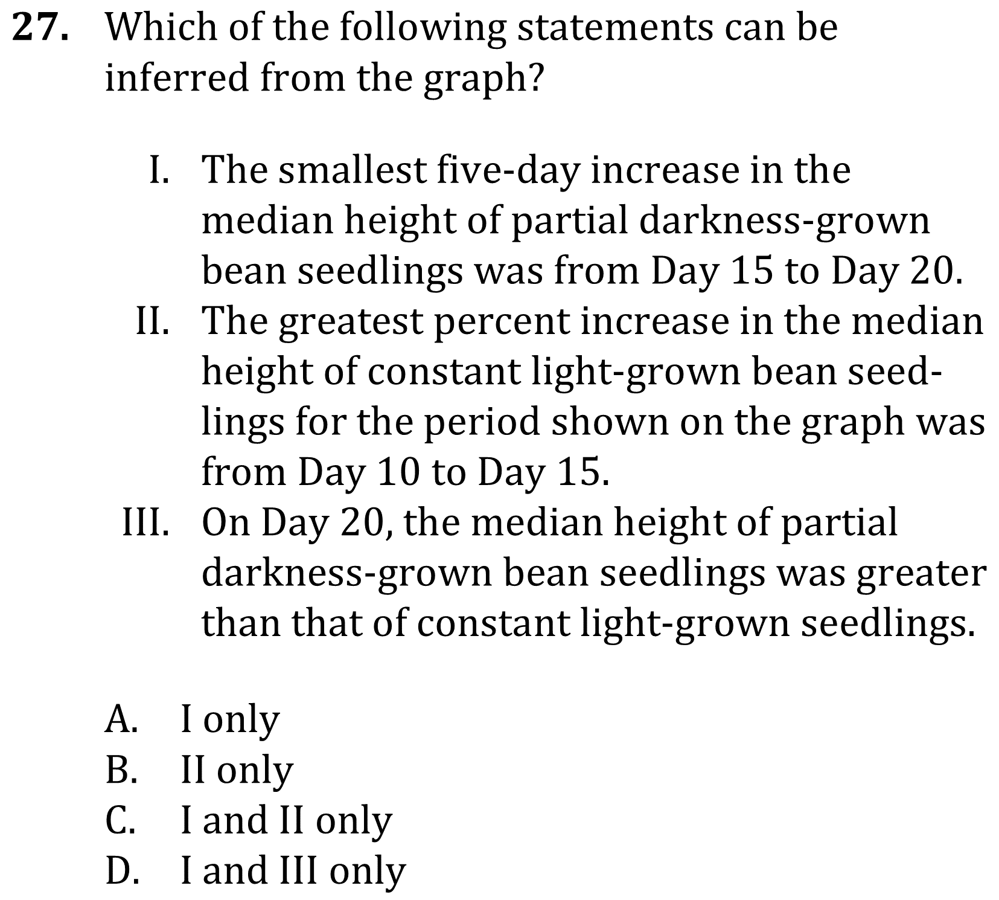 27. Which of the following statements can be
inferred from the graph?
I. The smallest five-day increase in the
median height of partial darkness-grown
bean seedlings was from Day 15 to Day 20.
II. The greatest percent increase in the median
height of constant light-grown bean seed-
lings for the period shown on the graph was
from Day 10 to Day 15.
III. On Day 20, the median height of partial
darkness-grown bean seedlings was greater
than that of constant light-grown seedlings.
A. I only
B. II only
C. I and II only
D. I and III only